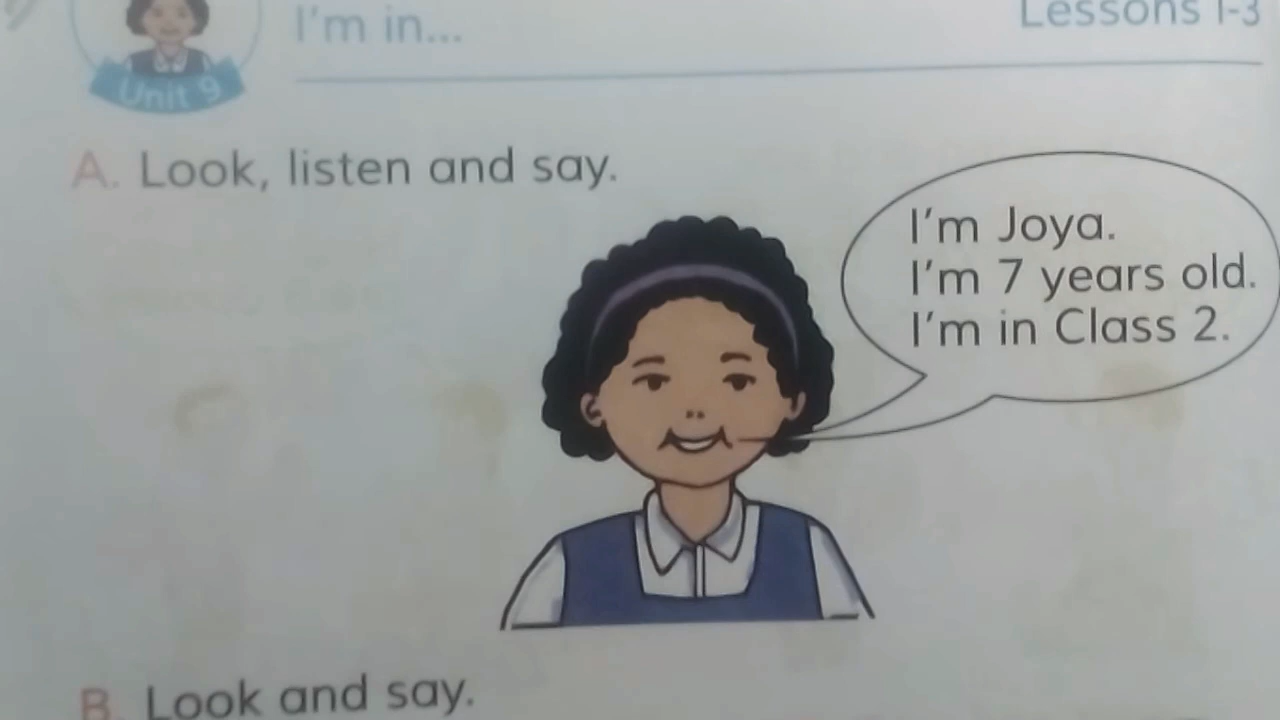 I'm in...
Lessons 1-3
Unit 9
A. Look, listen and say.
I'm Joya.
I'm 7 years old.
I'm in Class 2.
B. Look and say.